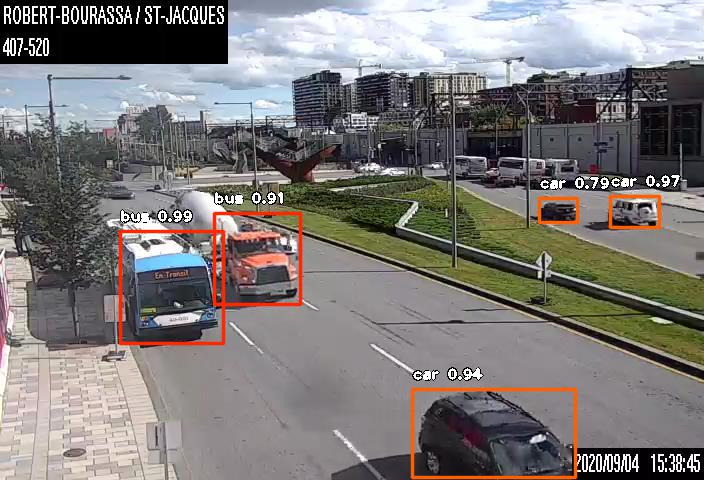 ROBERT-BOURASSA / ST-JACQUES
407-520
car 0.79
car 0.97
bus 0.91
bus 0.99
En Transit
car 0.94
2020/09/04 15:38:45